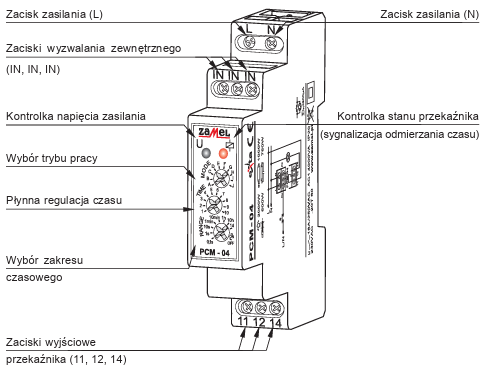 Zacisk zasilania (L)
Zacisk zasilania (N)
Zaciski wyzwalania zewnętrznego
(IN, IN, IN)
Kontrolka napięcia zasilania
Kontrolka stanu przekaźnika
(sygnalizacja odmierzania czasu)
Wybór trybu pracy
Płynna regulacja czasu
Wybór zakresu
czasowego
Zaciski wyjściowe
przekaźnika (11, 12, 14)
L N
IN IN IN
ZAMEL
U
MODE
TIME
RANGE
PCM - 04
exta CE
PCM-04
11 12 14